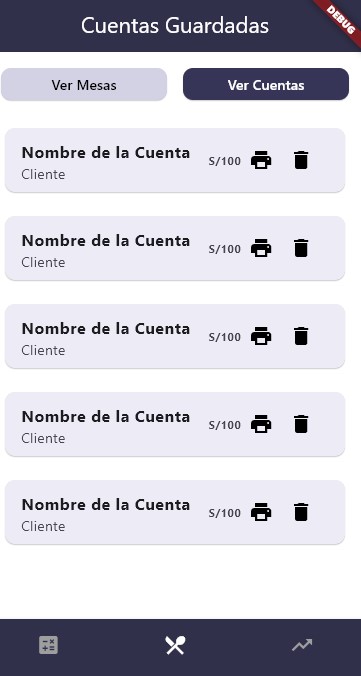 Cuentas Guardadas
DEBUG
Ver Mesas
Ver Cuentas
Nombre de la Cuenta
Cliente
S/100
Nombre de la Cuenta
Cliente
S/100
Nombre de la Cuenta
Cliente
S/100
Nombre de la Cuenta
Cliente
S/100
Nombre de la Cuenta
Cliente
S/100